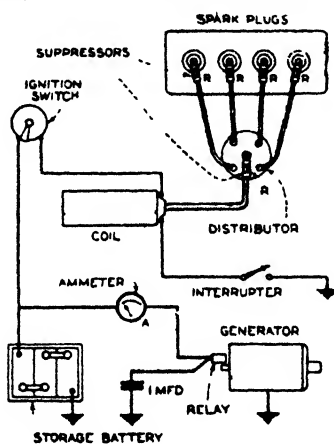 SPARK PLUGS
SUPPRESSORS
R R R R
IGNITION
SWITCH
R
COIL
DISTRIBUTOR
AMMETER
A
INTERRUPTER
GENERATOR
1 MFD
RELAY
STORAGE BATTERY